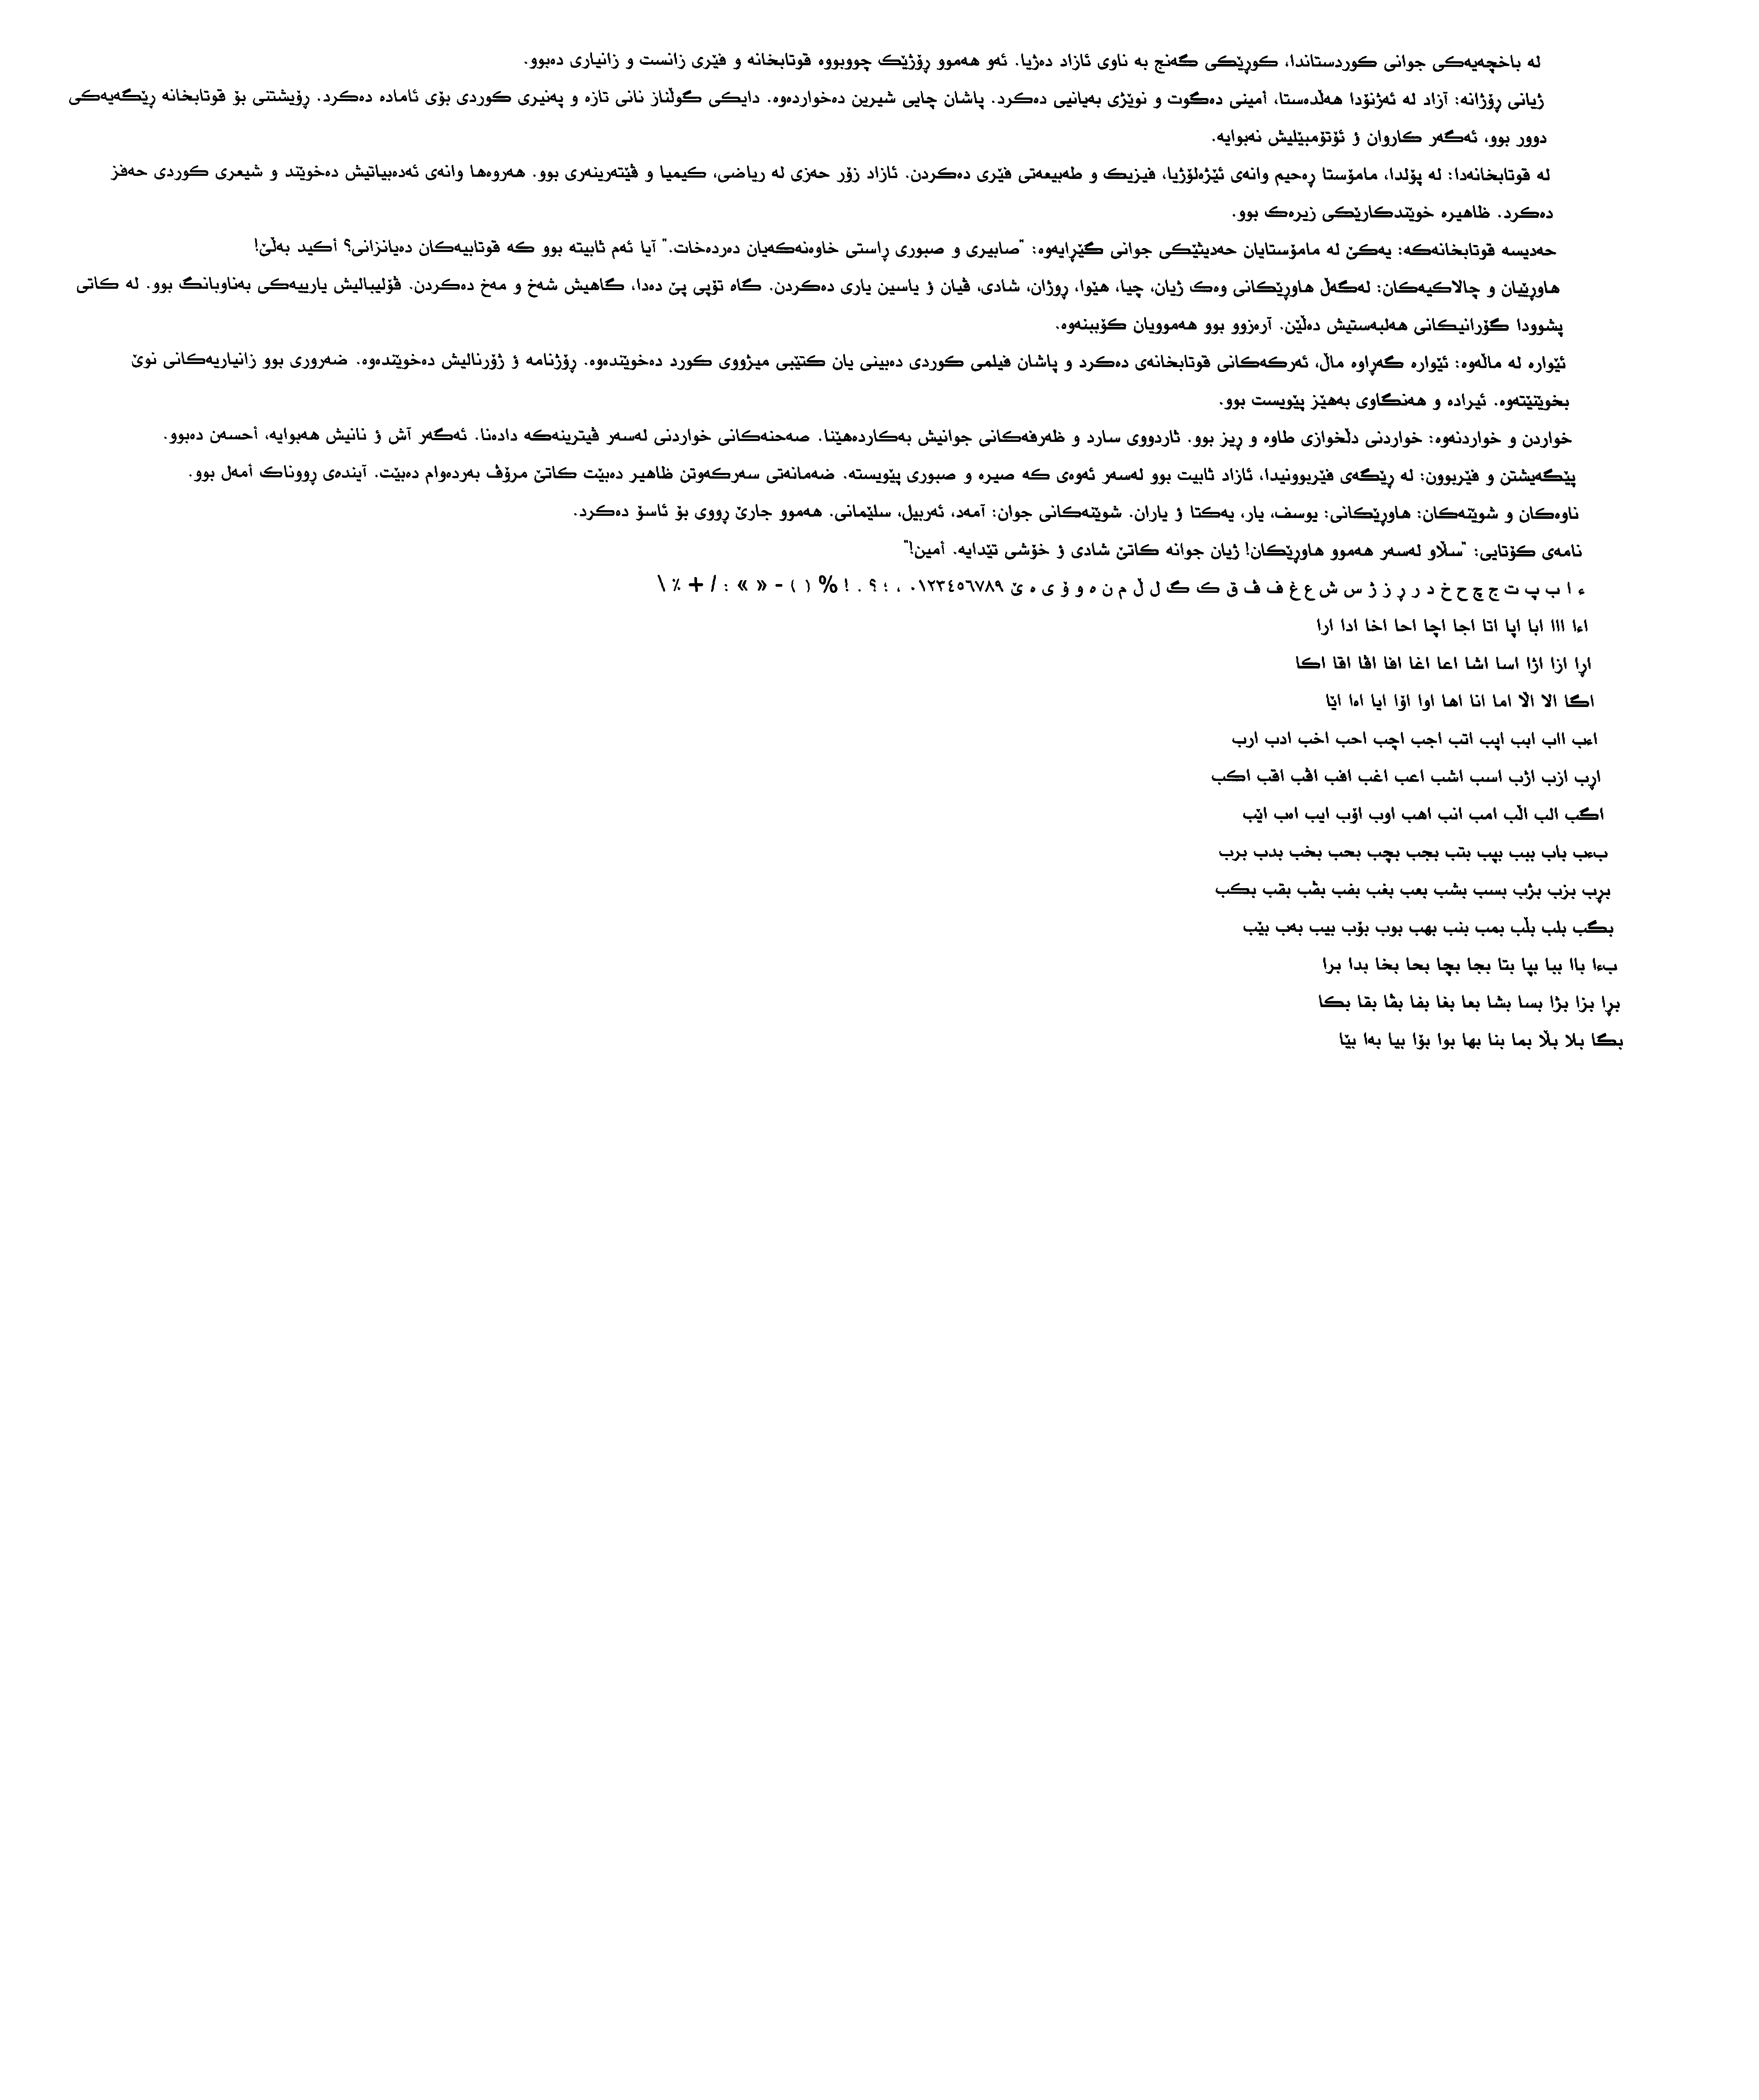 لە باخچەیەکی جوانی کوردستاندا، کوڕێکی گەنج بە ناوی ئازاد دەژیا. ئەو هەموو ڕۆژێک چووبووە قوتابخانە و فێری زانست و زانیاری دەبوو.
ژیانی ڕۆژانە: آزاد لە ئەژنۆدا هەڵدەستا، أمینی دەگوت و نوێژی بەیانیی دەکرد. پاشان چایی شیرین دەخواردەوە. دایکی گوڵناز نانی تازە و پەنیری کوردی بۆی ئامادە دەکرد. ڕۆیشتنی بۆ قوتابخانە ڕێگەیەکی
دوور بوو، ئەگەر کاروان ؤ ئۆتۆمبێلیش نەبوایە.
لە قوتابخانەدا: لە پۆلدا، مامۆستا ڕەحیم وانەی ئێژەلۆژیا، فیزیک و طەبیعەتی فێری دەکردن. ئازاد زۆر حەزی لە ریاضی، کیمیا و ڤێتەرینەری بوو. هەروەها وانەی ئەدەبیاتیش دەخوێند و شیعری کوردی حەفز
دەکرد. ظاهیرە خوێندکارێکی زیرەک بوو.
حەدیسە قوتابخانەکە: یەکێ لە مامۆستایان حەدیثێکی جوانی گێڕایەوە: "صابیری و صبوری ڕاستی خاوەنەکەیان دەردەخات." آیا ئەم ثابیتە بوو کە قوتابیەکان دەیانزانی؟ أکید بەڵێ!
هاوڕێیان و چالاکیەکان: لەگەڵ هاوڕێکانی وەک ژیان، چیا، هێوا، ڕوژان، شادی، ڤیان ؤ یاسین یاری دەکردن. گاە تۆپی پێ دەدا، گاهیش شەخ و مەخ دەکردن. ڤۆلیبالیش یارییەکی بەناوبانگ بوو. لە کاتی
پشوودا گۆرانیکانی هەلبەستیش دەڵێن. آرەزوو بوو هەموویان کۆببنەوە.
ئێوارە لە ماڵەوە: ئێوارە گەڕاوە ماڵ، ئەرکەکانی قوتابخانەی دەکرد و پاشان فیلمی کوردی دەبینی یان کتێبی میژووی کورد دەخوێندەوە. ڕۆژنامە ؤ ژۆرنالیش دەخوێندەوە. ضەروری بوو زانیاریەکانی نوێ
بخوێنێتەوە. ئیرادە و هەنگاوی بەهێز پێویست بوو.
خواردن و خواردنەوە: خواردنی دڵخوازی طاوە و ڕیز بوو. ئاردووی سارد و ظەرفەکانی جوانیش بەکاردەهێنا. صەحنەکانی خواردنی لەسەر ڤیترینەکە دادەنا. ئەگەر آش ؤ نانیش هەبوایە، أحسەن دەبوو.
پێگەیشتن و فێربوون: لە ڕێگەی فێربوونیدا، ئازاد ثابیت بوو لەسەر ئەوەی کە صیرە و صبوری پێویستە. ضەمانەتی سەرکەوتن ظاهیر دەبێت کاتێ مرۆڤ بەردەوام دەبێت. آیندەی ڕووناک أمەل بوو.
ناوەکان و شوێنەکان: هاوڕێکانی: یوسف، یار، یەکتا ؤ یاران. شوێنەکانی جوان: آمەد، ئەربیل، سلێمانی. هەموو جارێ ڕووی بۆ ئاسۆ دەکرد.
نامەی کۆتایی: "سڵاو لەسەر هەموو هاوڕێکان! ژیان جوانە کاتێ شادی ؤ خۆشی تێدایە. أمین!"
ء ا ب پ ت ج چ ح خ د ر ڕ ز ژ س ش ع غ ف ڤ ق ک گ ل ڵ م ن ه و ۆ ی ە ێ ٠١٢٣٤٥٦٧٨٩ ، ؛ ؟ . ! % ( ) - « » : / + ٪ \
اءا ااا ابا اپا اتا اجا اچا احا اخا ادا ارا
اڕا ازا اژا اسا اشا اعا اغا افا اڤا اقا اکا
اگا الا اڵا اما انا اها اوا اۆا ایا اەا اێا
اءب ااب ابب اپب اتب اجب اچب احب اخب ادب ارب
اڕب ازب اژب اسب اشب اعب اغب افب اڤب اقب اکب
اگب الب اڵب امب انب اهب اوب اۆب ایب اەب اێب
بءب باب ببب بپب بتب بجب بچب بحب بخب بدب برب
بڕب بزب بژب بسب بشب بعب بغب بفب بڤب بقب بکب
بگب بلب بڵب بمب بنب بهب بوب بۆب بیب بەب بێب
بءا باا ببا بپا بتا بجا بچا بحا بخا بدا برا
بڕا بزا بژا بسا بشا بعا بغا بفا بڤا بقا بکا
بگا بلا بڵا بما بنا بها بوا بۆا بیا بەا بێا